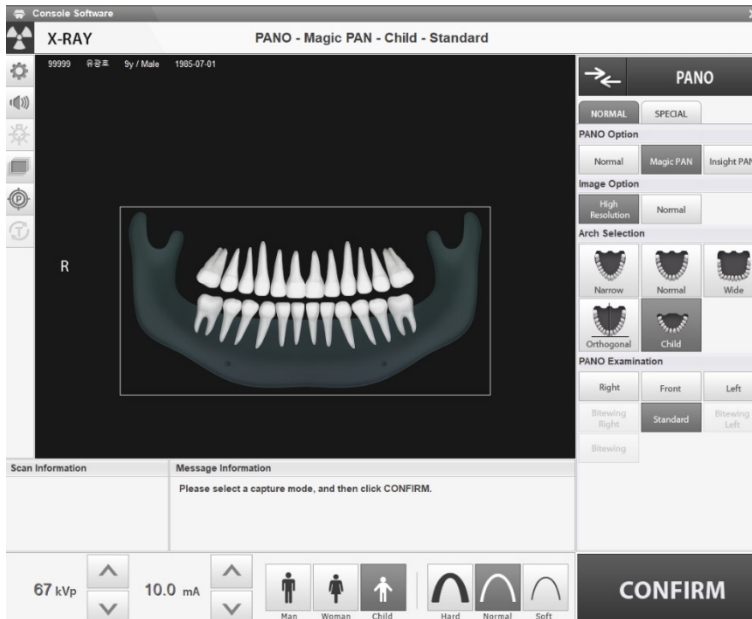 Console Software
X-RAY
PANO - Magic PAN - Child - Standard
99999 유광호 9y / Male 1985-07-01
R
PANO
NORMAL SPECIAL
PANO Option
Normal Magic PAN Insight PAN
Image Option
High Resolution Normal
Arch Selection
Narrow Normal Wide
Orthogonal Child
PANO Examination
Right Front Left
Bitewing Right Standard Bitewing Left
Bitewing
Scan Information
Message Information
Please select a capture mode, and then click CONFIRM.
67 kVp 10.0 mA
Man Woman Child Hard Normal Soft
CONFIRM